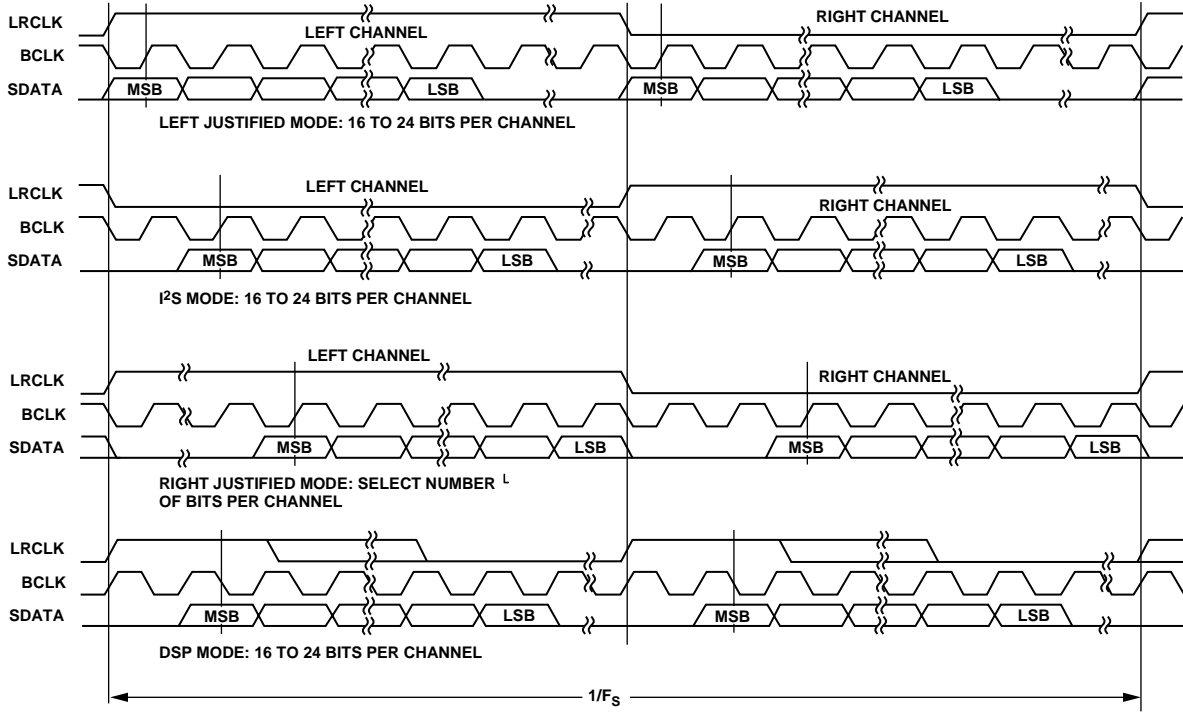 LRCLK
LEFT CHANNEL
RIGHT CHANNEL
BCLK
SDATA
MSB
LSB
MSB
LSB
LEFT JUSTIFIED MODE: 16 TO 24 BITS PER CHANNEL
LRCLK
LEFT CHANNEL
RIGHT CHANNEL
BCLK
SDATA
MSB
LSB
MSB
LSB
I²S MODE: 16 TO 24 BITS PER CHANNEL
LRCLK
LEFT CHANNEL
RIGHT CHANNEL
BCLK
SDATA
MSB
LSB
MSB
LSB
RIGHT JUSTIFIED MODE: SELECT NUMBER L
OF BITS PER CHANNEL
LRCLK
BCLK
SDATA
MSB
LSB
MSB
LSB
DSP MODE: 16 TO 24 BITS PER CHANNEL
1/FS